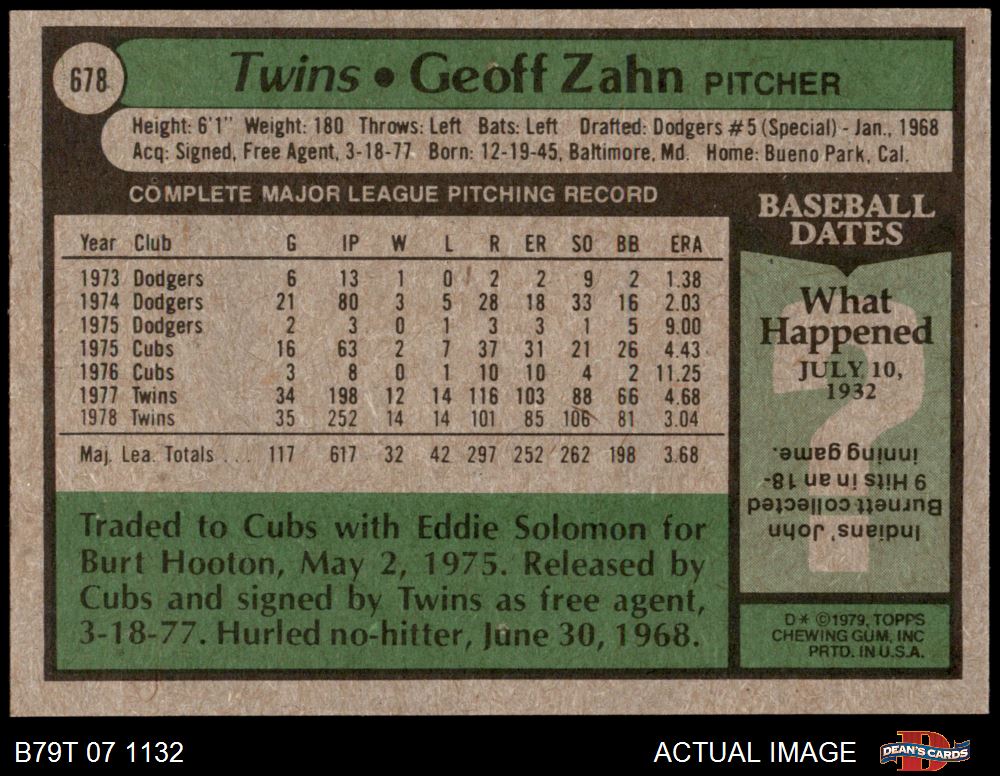 678
Twins • Geoff Zahn PITCHER
Height: 6'1" Weight: 180 Throws: Left Bats: Left Drafted: Dodgers #5 (Special) - Jan., 1968
Acq: Signed, Free Agent, 3-18-77 Born: 12-19-45, Baltimore, Md. Home: Bueno Park, Cal.
COMPLETE MAJOR LEAGUE PITCHING RECORD
Year Club G IP W L R ER SO BB ERA
1973 Dodgers 6 13 1 0 2 2 9 2 1.38
1974 Dodgers 21 80 3 5 28 18 33 16 2.03
1975 Dodgers 2 3 0 1 3 3 1 5 9.00
1975 Cubs 16 63 2 7 37 31 21 26 4.43
1976 Cubs 3 8 0 1 10 10 4 2 11.25
1977 Twins 34 198 12 14 116 103 88 66 4.68
1978 Twins 35 252 14 14 101 85 106 81 3.04
Maj. Lea. Totals ... 117 617 32 42 297 252 262 198 3.68
Traded to Cubs with Eddie Solomon for
Burt Hooton, May 2, 1975. Released by
Cubs and signed by Twins as free agent,
3-18-77. Hurled no-hitter, June 30, 1968.
BASEBALL
DATES
What
Happened
JULY 10,
1932
?
Indians' John
Burnett collected
9 Hits in an 18-
inning game.
D* ©1979, TOPPS
CHEWING GUM, INC
PRTD. IN U.S.A.
B79T 07 1132
ACTUAL IMAGE
D
DEAN'S CARDS